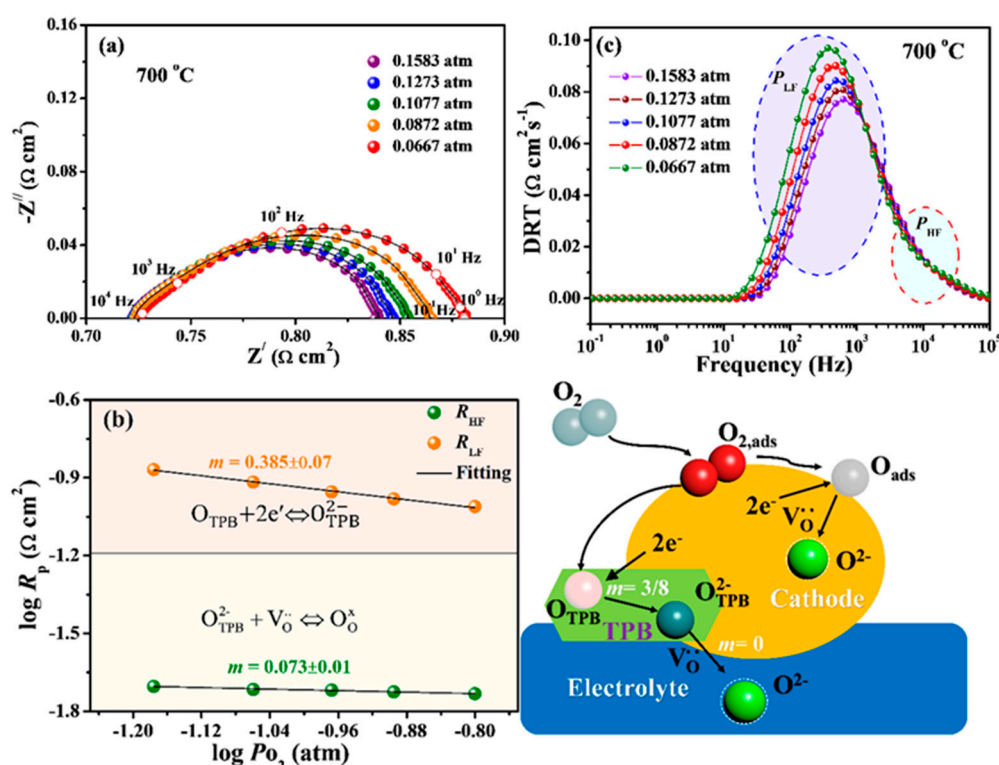 (a)
700 °C
0.1583 atm
0.1273 atm
0.1077 atm
0.0872 atm
0.0667 atm
-Z// (Ω cm2)
0.16
0.12
0.08
0.04
0.00
10⁴ Hz
10³ Hz
10² Hz
10¹ Hz
10⁰ Hz
0.70
0.75
0.80
0.85
0.90
Z/ (Ω cm2)
(c)
700 °C
0.1583 atm
0.1273 atm
0.1077 atm
0.0872 atm
0.0667 atm
P_LF
P_HF
DRT (Ω cm2 s-1)
0.10
0.08
0.06
0.04
0.02
0.00
10-1
10⁰
10¹
10²
10³
10⁴
10⁵
Frequency (Hz)
(b)
R_HF
R_LF
Fitting
m = 0.385±0.07
O_TPB+2e′⇔O2−_TPB
O2-_TPB + V_O·· ⇔ O_Ox
m = 0.073±0.01
log R_p (Ω cm2)
-0.6
-0.9
-1.2
-1.5
-1.8
-1.20
-1.12
-1.04
-0.96
-0.88
-0.80
log Po₂ (atm)
O₂
O2,ads
O_ads
2e-
V_O··
O2-
Cathode
2e-
m= 3/8
O2-_TPB
O_TPB
TPB
V_O··
m= 0
O2-
Electrolyte